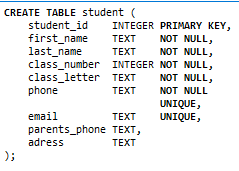 CREATE TABLE student (
student_id INTEGER PRIMARY KEY,
first_name TEXT NOT NULL,
last_name TEXT NOT NULL,
class_number INTEGER NOT NULL,
class_letter TEXT NOT NULL,
phone TEXT NOT NULL
UNIQUE,
email TEXT UNIQUE,
parents_phone TEXT,
adress TEXT
);